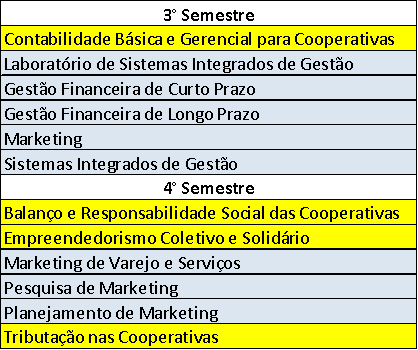 3° Semestre
Contabilidade Básica e Gerencial para Cooperativas
Laboratório de Sistemas Integrados de Gestão
Gestão Financeira de Curto Prazo
Gestão Financeira de Longo Prazo
Marketing
Sistemas Integrados de Gestão
4° Semestre
Balanço e Responsabilidade Social das Cooperativas
Empreendedorismo Coletivo e Solidário
Marketing de Varejo e Serviços
Pesquisa de Marketing
Planejamento de Marketing
Tributação nas Cooperativas